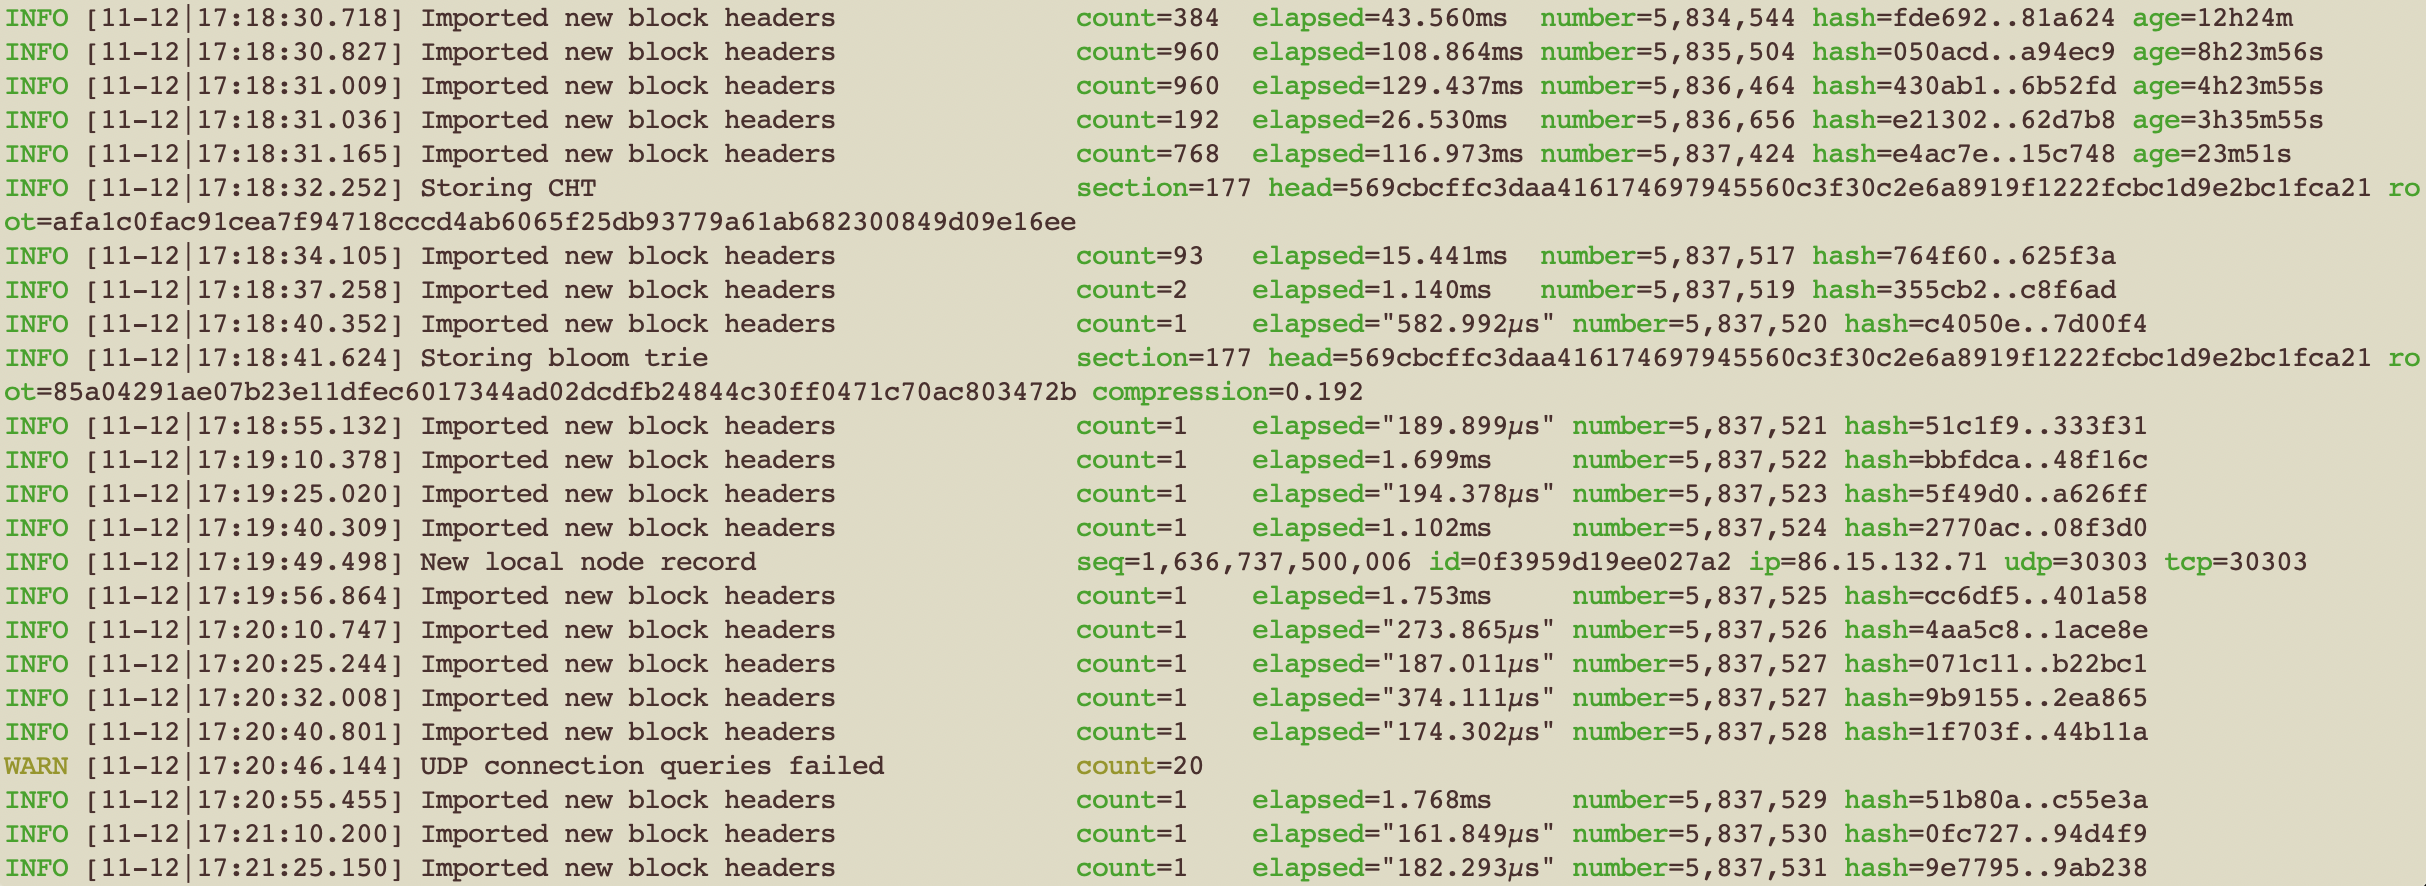 INFO [11-12|17:18:30.718] Imported new block headers count=384 elapsed=43.560ms number=5,834,544 hash=fde692..81a624 age=12h24m
INFO [11-12|17:18:30.827] Imported new block headers count=960 elapsed=108.864ms number=5,835,504 hash=050acd..a94ec9 age=8h23m56s
INFO [11-12|17:18:31.009] Imported new block headers count=960 elapsed=129.437ms number=5,836,464 hash=430ab1..6b52fd age=4h23m55s
INFO [11-12|17:18:31.036] Imported new block headers count=192 elapsed=26.530ms number=5,836,656 hash=e21302..62d7b8 age=3h35m55s
INFO [11-12|17:18:31.165] Imported new block headers count=768 elapsed=116.973ms number=5,837,424 hash=e4ac7e..15c748 age=23m51s
INFO [11-12|17:18:32.252] Storing CHT section=177 head=569cbcffc3daa416174697945560c3f30c2e6a8919f1222fcbc1d9e2bc1fca21 ro
ot=afa1c0fac91cea7f94718cccd4ab6065f25db93779a61ab682300849d09e16ee
INFO [11-12|17:18:34.105] Imported new block headers count=93 elapsed=15.441ms number=5,837,517 hash=764f60..625f3a
INFO [11-12|17:18:37.258] Imported new block headers count=2 elapsed=1.140ms number=5,837,519 hash=355cb2..c8f6ad
INFO [11-12|17:18:40.352] Imported new block headers count=1 elapsed="582.992µs" number=5,837,520 hash=c4050e..7d00f4
INFO [11-12|17:18:41.624] Storing bloom trie section=177 head=569cbcffc3daa416174697945560c3f30c2e6a8919f1222fcbc1d9e2bc1fca21 ro
ot=85a04291ae07b23e11dfec6017344ad02dcdfb24844c30ff0471c70ac803472b compression=0.192
INFO [11-12|17:18:55.132] Imported new block headers count=1 elapsed="189.899µs" number=5,837,521 hash=51c1f9..333f31
INFO [11-12|17:19:10.378] Imported new block headers count=1 elapsed=1.699ms number=5,837,522 hash=bbfdca..48f16c
INFO [11-12|17:19:25.020] Imported new block headers count=1 elapsed="194.378µs" number=5,837,523 hash=5f49d0..a626ff
INFO [11-12|17:19:40.309] Imported new block headers count=1 elapsed=1.102ms number=5,837,524 hash=2770ac..08f3d0
INFO [11-12|17:19:49.498] New local node record seq=1,636,737,500,006 id=0f3959d19ee027a2 ip=86.15.132.71 udp=30303 tcp=30303
INFO [11-12|17:19:56.864] Imported new block headers count=1 elapsed=1.753ms number=5,837,525 hash=cc6df5..401a58
INFO [11-12|17:20:10.747] Imported new block headers count=1 elapsed="273.865µs" number=5,837,526 hash=4aa5c8..1ace8e
INFO [11-12|17:20:25.244] Imported new block headers count=1 elapsed="187.011µs" number=5,837,527 hash=071c11..b22bc1
INFO [11-12|17:20:32.008] Imported new block headers count=1 elapsed="374.111µs" number=5,837,527 hash=9b9155..2ea865
INFO [11-12|17:20:40.801] Imported new block headers count=1 elapsed="174.302µs" number=5,837,528 hash=1f703f..44b11a
WARN [11-12|17:20:46.144] UDP connection queries failed count=20
INFO [11-12|17:20:55.455] Imported new block headers count=1 elapsed=1.768ms number=5,837,529 hash=51b80a..c55e3a
INFO [11-12|17:21:10.200] Imported new block headers count=1 elapsed="161.849µs" number=5,837,530 hash=0fc727..94d4f9
INFO [11-12|17:21:25.150] Imported new block headers count=1 elapsed="182.293µs" number=5,837,531 hash=9e7795..9ab238